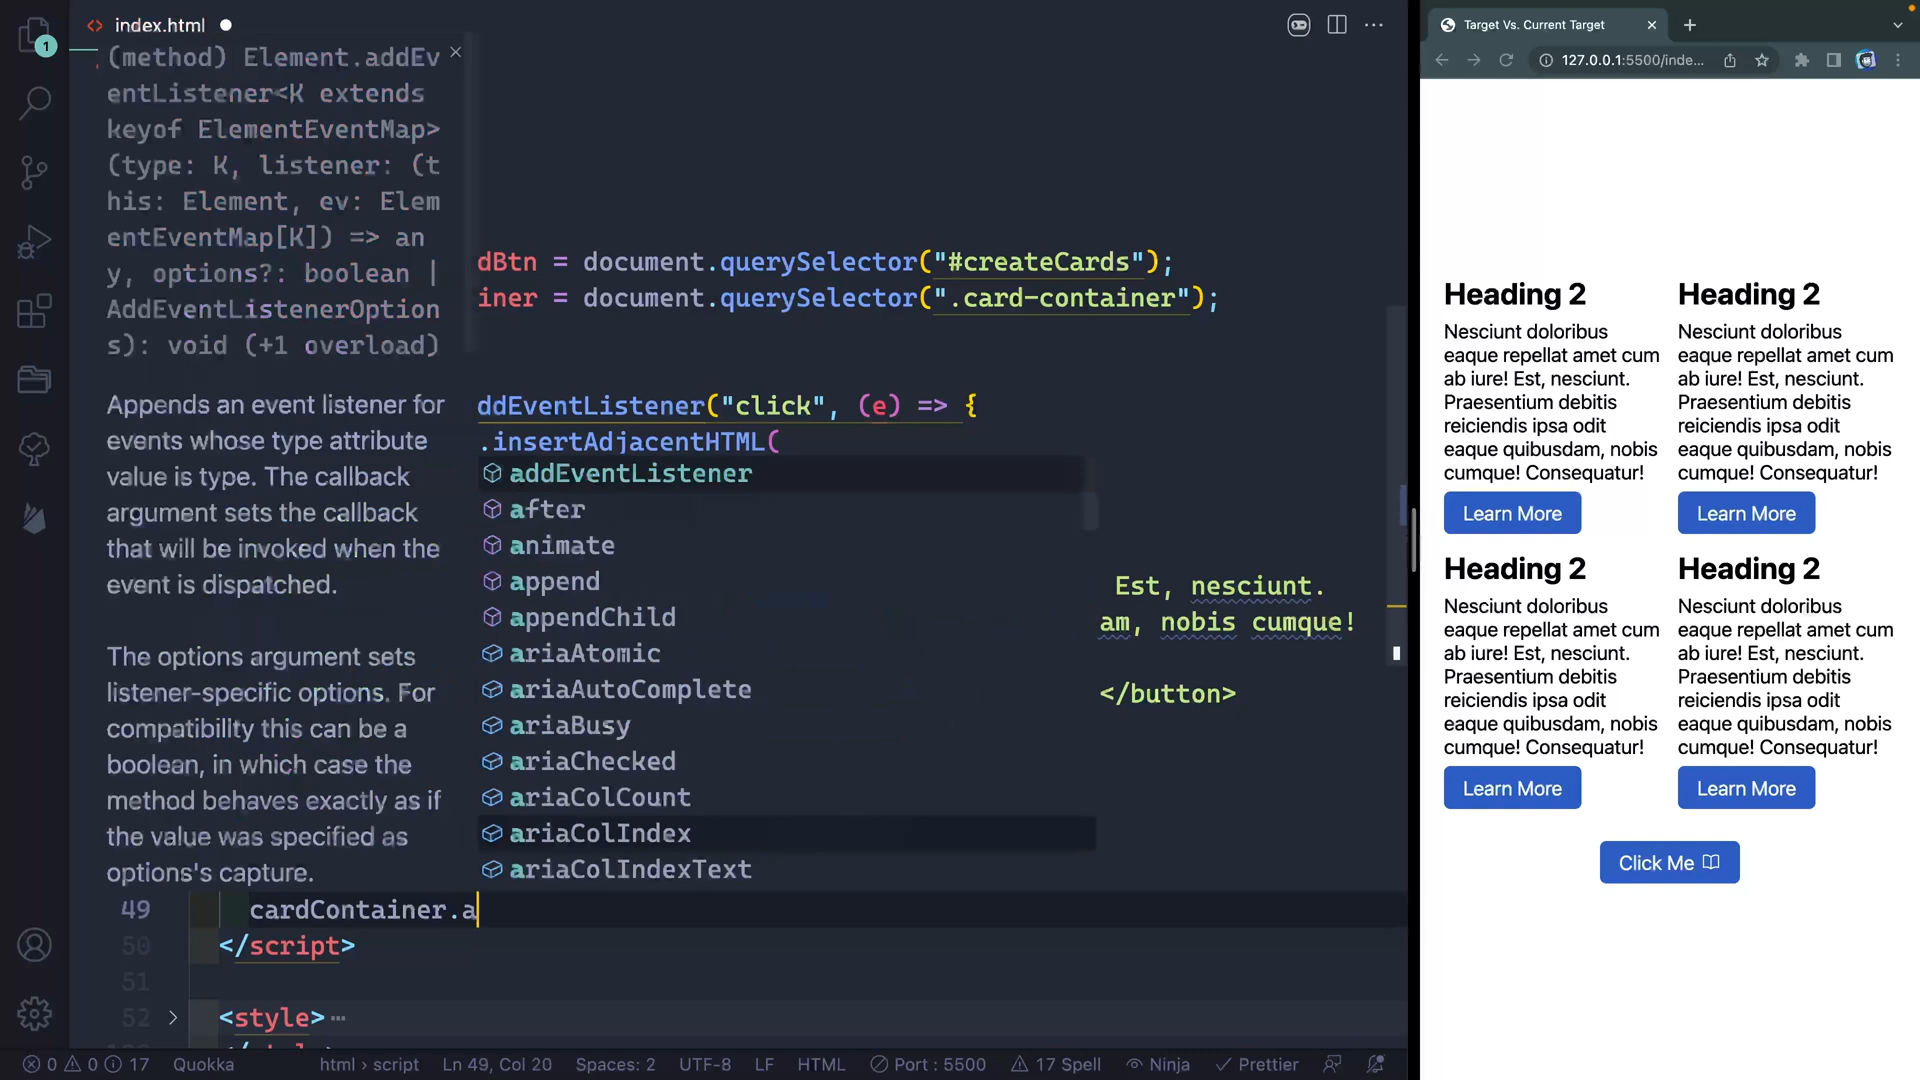 index.html
1
(method) Element.addEv
entListener<K extends
keyof ElementEventMap>
(type: K, listener: (t
his: Element, ev: Elem
entEventMap[K]) => an
y, options?: boolean |
AddEventListenerOption
s): void (+1 overload)
Appends an event listener for
events whose type attribute
value is type. The callback
argument sets the callback
that will be invoked when the
event is dispatched.
The options argument sets
listener-specific options. For
compatibility this can be a
boolean, in which case the
method behaves exactly as if
the value was specified as
options's capture.
dBtn = document.querySelector("#createCards");
iner = document.querySelector(".card-container");
ddEventListener("click", (e) => {
.insertAdjacentHTML(
addEventListener
after
animate
append
appendChild
ariaAtomic
ariaAutoComplete
ariaBusy
ariaChecked
ariaColCount
ariaColIndex
ariaColIndexText
Est, nesciunt.
am, nobis cumque!
</button>
49 cardContainer.a
50 </script>
51
52 <style>
0 0 17 Quokka html › script Ln 49, Col 20 Spaces: 2 UTF-8 LF HTML Port : 5500 17 Spell Ninja Prettier
Target Vs. Current Target
127.0.0.1:5500/inde...
Heading 2
Nesciunt doloribus
eaque repellat amet cum
ab iure! Est, nesciunt.
Praesentium debitis
reiciendis ipsa odit
eaque quibusdam, nobis
cumque! Consequatur!
Learn More
Heading 2
Nesciunt doloribus
eaque repellat amet cum
ab iure! Est, nesciunt.
Praesentium debitis
reiciendis ipsa odit
eaque quibusdam, nobis
cumque! Consequatur!
Learn More
Heading 2
Nesciunt doloribus
eaque repellat amet cum
ab iure! Est, nesciunt.
Praesentium debitis
reiciendis ipsa odit
eaque quibusdam, nobis
cumque! Consequatur!
Learn More
Heading 2
Nesciunt doloribus
eaque repellat amet cum
ab iure! Est, nesciunt.
Praesentium debitis
reiciendis ipsa odit
eaque quibusdam, nobis
cumque! Consequatur!
Learn More
Click Me